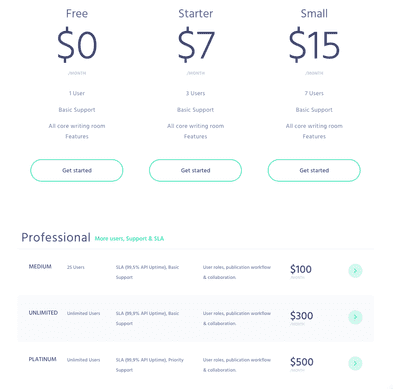 Free
$0
/MONTH
1 User
Basic Support
All core writing room
Features
Get started
Starter
$7
/MONTH
3 Users
Basic Support
All core writing room
Features
Get started
Small
$15
/MONTH
7 Users
Basic Support
All core writing room
Features
Get started
Professional More users, Support & SLA
MEDIUM
25 Users
SLA (99,5% API Uptime), Basic
Support
User roles, publication workflow
& collaboration.
$100
/MONTH
UNLIMITED
Unlimited Users
SLA (99,9% API Uptime), Basic
Support
User roles, publication workflow
& collaboration.
$300
/MONTH
PLATINUM
Unlimited Users
SLA (99,9% API Uptime), Priority
Support
User roles, publication workflow
& collaboration.
$500
/MONTH